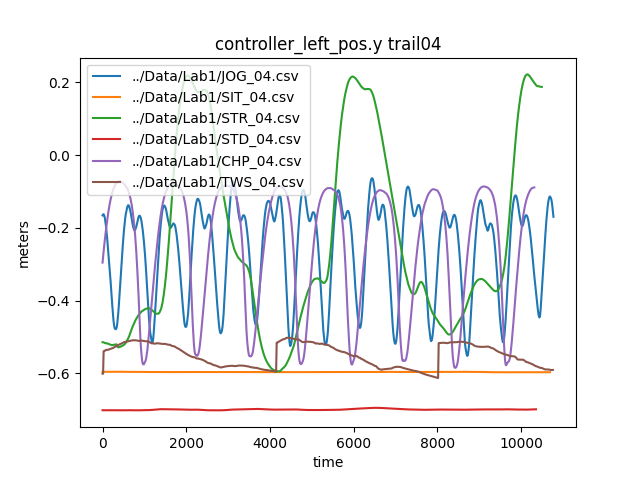 controller_left_pos.y trail04
../Data/Lab1/JOG_04.csv
../Data/Lab1/SIT_04.csv
../Data/Lab1/STR_04.csv
../Data/Lab1/STD_04.csv
../Data/Lab1/CHP_04.csv
../Data/Lab1/TWS_04.csv
0.2
0.0
−0.2
−0.4
−0.6
meters
0 2000 4000 6000 8000 10000
time